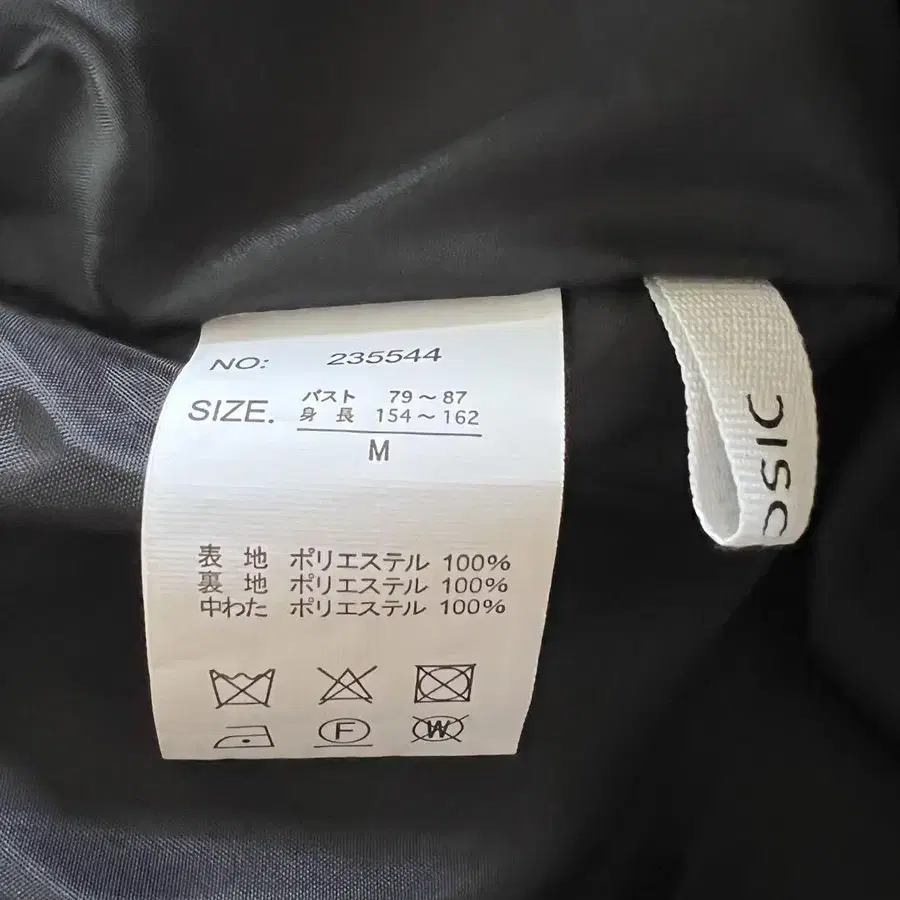 NO: 235544
SIZE. バスト 79～87
身長 154～162
M
表地 ポリエステル 100%
裏地 ポリエステル 100%
中わた ポリエステル 100%
F
W
SIC